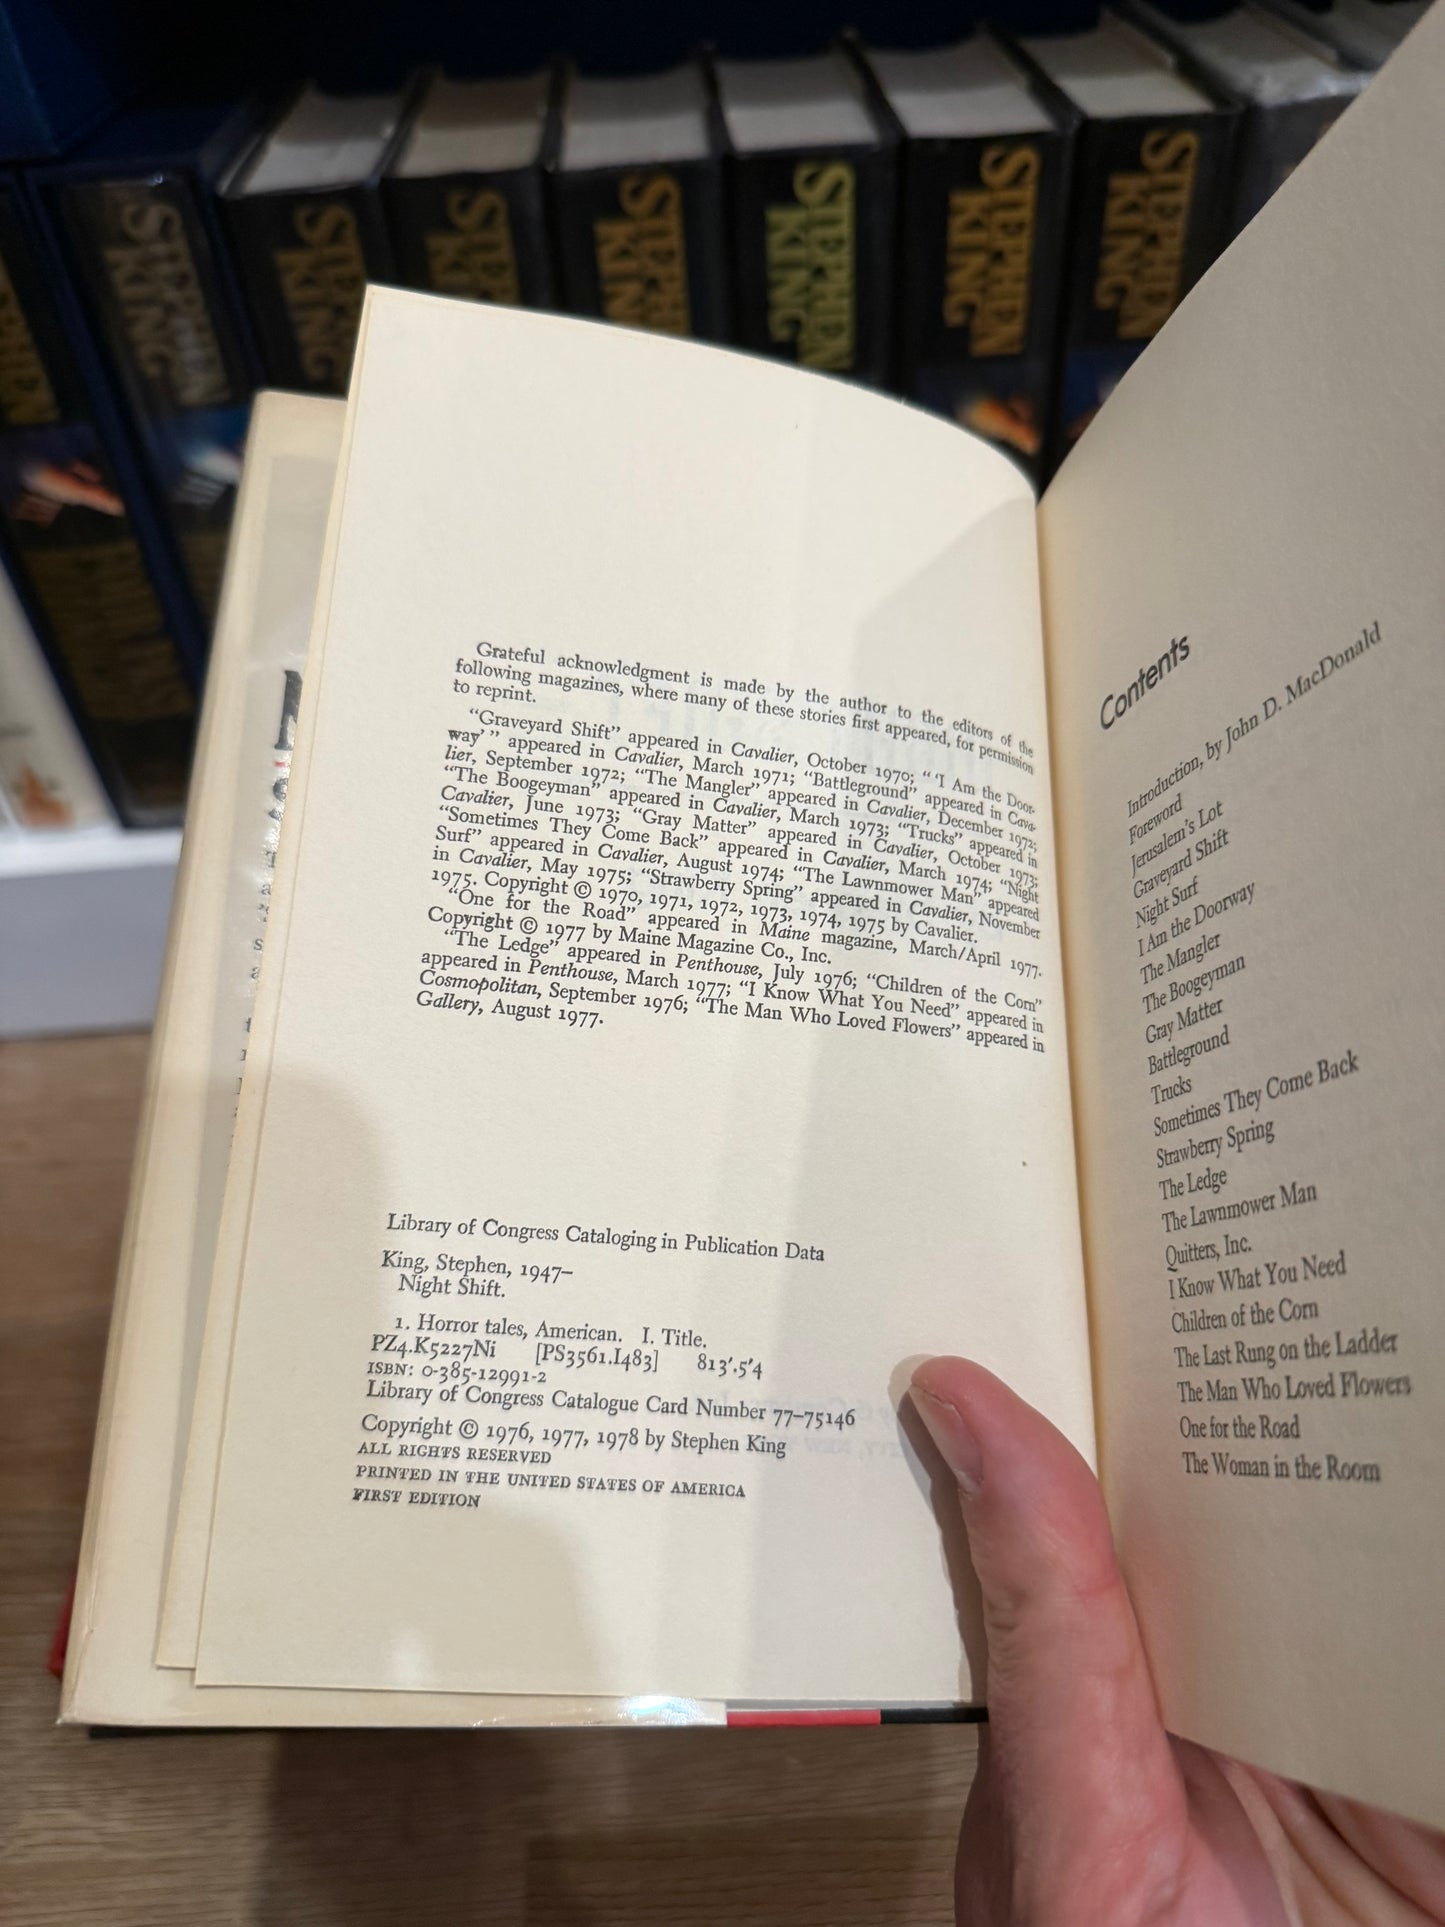 STEPHEN KING
STEPHEN KING
STEPHEN KING
STEPHEN KING
STEPHEN KING
STEPHEN KING
STEPHEN KING
Grateful acknowledgment is made by the author to the editors of the
following magazines, where many of these stories first appeared, for permission
to reprint.
"Graveyard Shift" appeared in Cavalier, October 1970; " 'I Am the Door-
way' " appeared in Cavalier, March 1971; "Battleground" appeared in Cava-
lier, September 1972; "The Mangler" appeared in Cavalier, December 1972;
"The Boogeyman" appeared in Cavalier, March 1973; "Trucks" appeared in
Cavalier, June 1973; "Gray Matter" appeared in Cavalier, October 1973;
"Sometimes They Come Back" appeared in Cavalier, March 1974; "Night
Surf" appeared in Cavalier, August 1974; "The Lawnmower Man" appeared
in Cavalier, May 1975; "Strawberry Spring" appeared in Cavalier, November
1975. Copyright © 1970, 1971, 1972, 1973, 1974, 1975 by Cavalier.
"One for the Road" appeared in Maine magazine, March/April 1977.
Copyright © 1977 by Maine Magazine Co., Inc.
"The Ledge" appeared in Penthouse, July 1976; "Children of the Corn"
appeared in Penthouse, March 1977; "I Know What You Need" appeared in
Cosmopolitan, September 1976; "The Man Who Loved Flowers" appeared in
Gallery, August 1977.
Library of Congress Cataloging in Publication Data
King, Stephen, 1947–
Night Shift.
1. Horror tales, American. I. Title.
PZ4.K5227Ni [PS3561.I483] 813'.5'4
ISBN: 0-385-12991-2
Library of Congress Catalogue Card Number 77–75146
Copyright © 1976, 1977, 1978 by Stephen King
ALL RIGHTS RESERVED
PRINTED IN THE UNITED STATES OF AMERICA
FIRST EDITION
Contents
Introduction, by John D. MacDonald
Foreword
Jerusalem's Lot
Graveyard Shift
Night Surf
I Am the Doorway
The Mangler
The Boogeyman
Gray Matter
Battleground
Trucks
Sometimes They Come Back
Strawberry Spring
The Ledge
The Lawnmower Man
Quitters, Inc.
I Know What You Need
Children of the Corn
The Last Rung on the Ladder
The Man Who Loved Flowers
One for the Road
The Woman in the Room